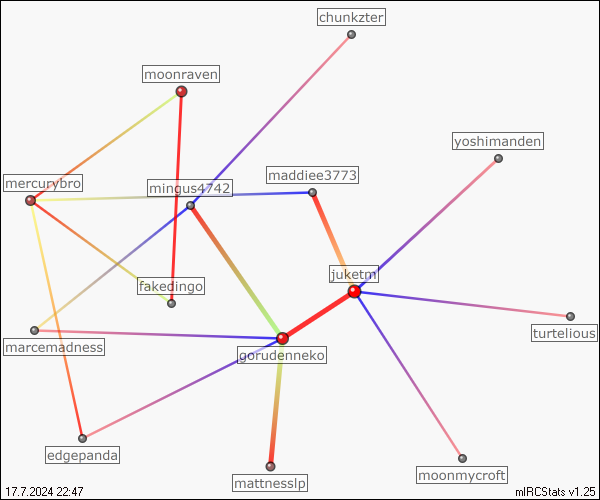 chunkzter
moonraven
yoshimanden
maddiee3773
mercurybro
mingus4742
juketm
fakedingo
turtelious
marcemadness
gorudenneko
edgepanda
moonmycroft
mattnesslp
17.7.2024 22:47
mIRCStats v1.25